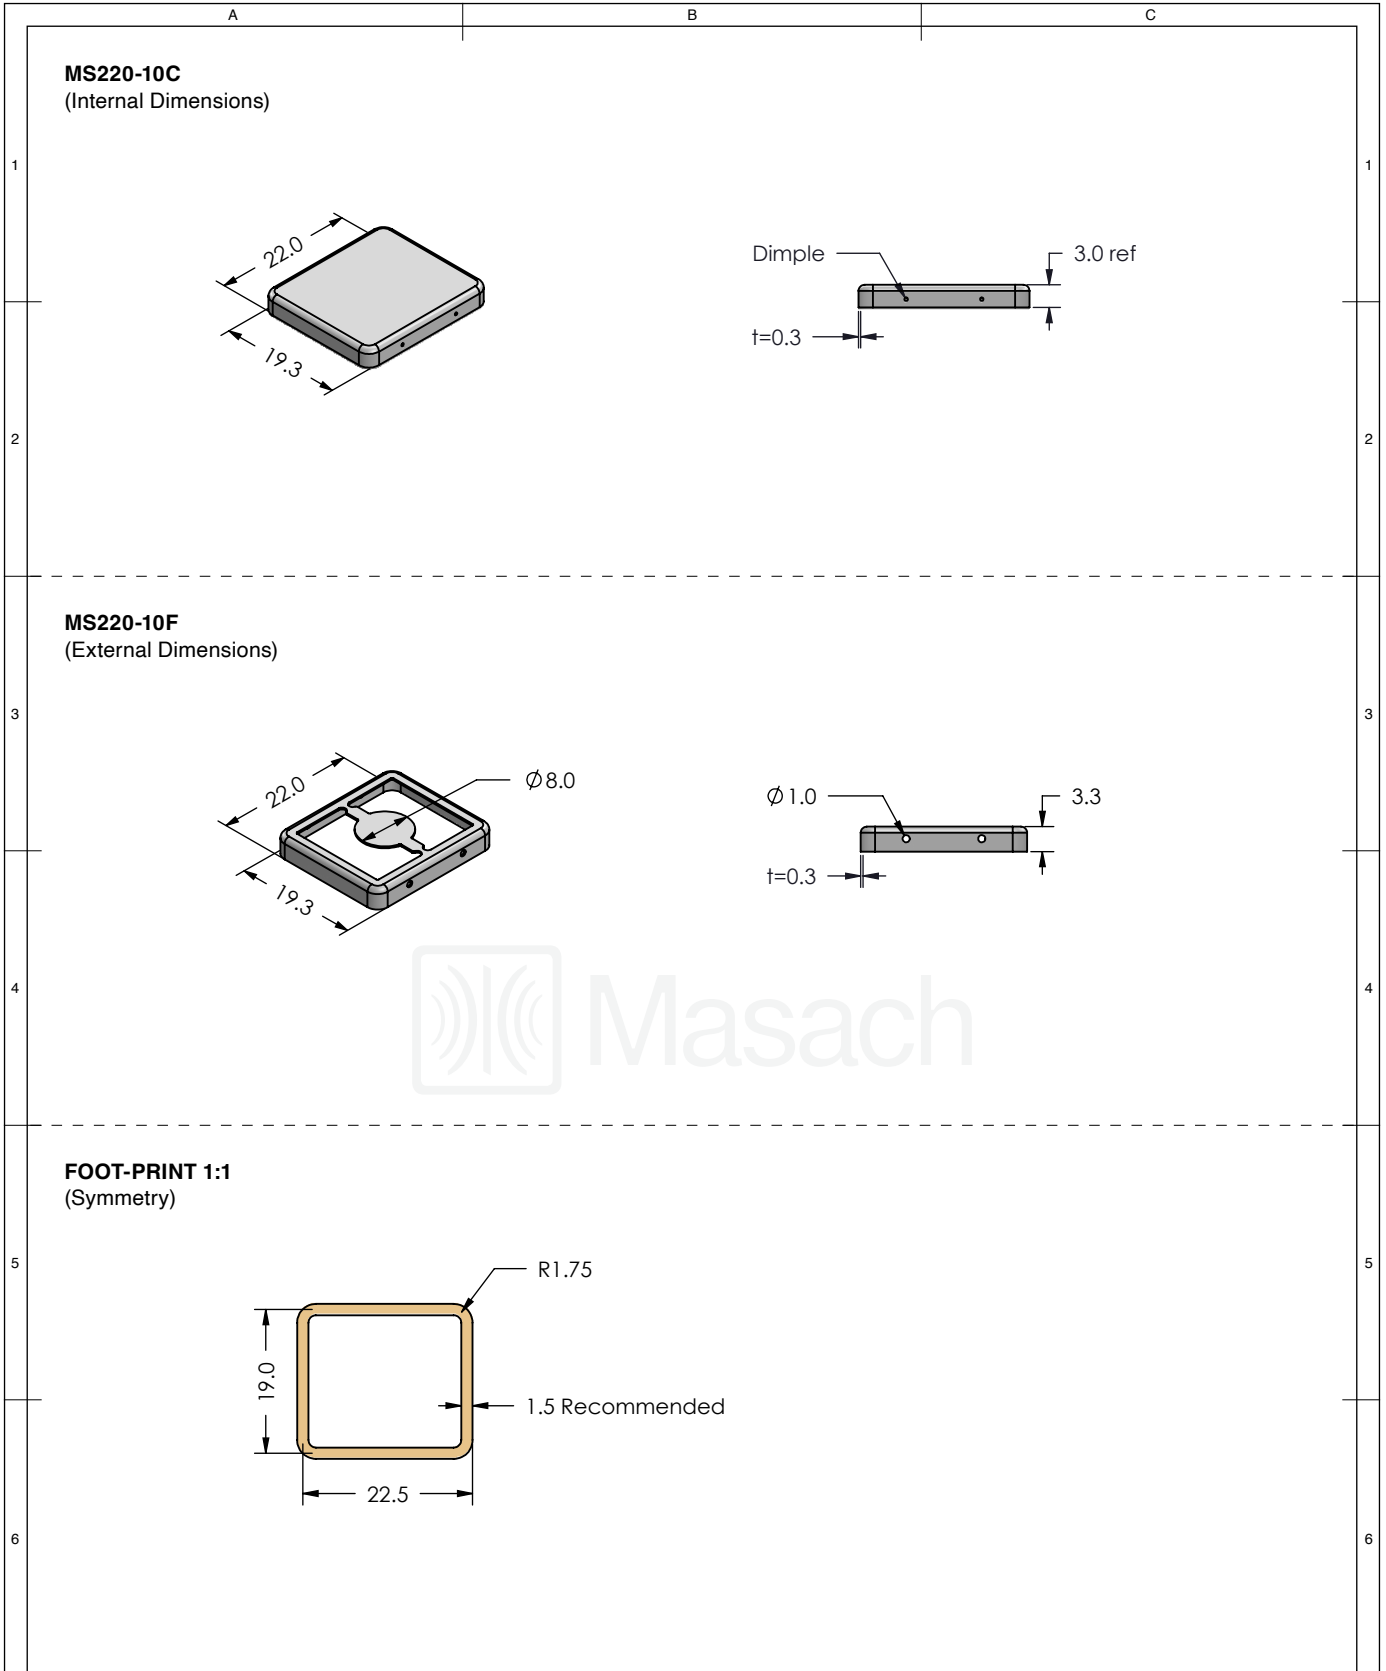 A B C
MS220-10C
(Internal Dimensions)
1 1
22.0
19.3
Dimple
3.0 ref
t=0.3
2 2
MS220-10F
(External Dimensions)
3 3
22.0
∅8.0
19.3
∅1.0
3.3
t=0.3
Masach
4 4
FOOT-PRINT 1:1
(Symmetry)
5 5
R1.75
19.0
1.5 Recommended
22.5
6 6